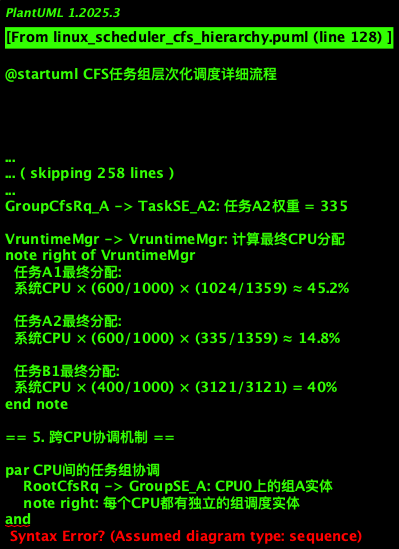 PlantUML 1.2025.3
[From linux_scheduler_cfs_hierarchy.puml (line 128) ]
@startuml CFS任务组层次化调度详细流程
...
... ( skipping 258 lines )
...
GroupCfsRq_A -> TaskSE_A2: 任务A2权重 = 335
VruntimeMgr -> VruntimeMgr: 计算最终CPU分配
note right of VruntimeMgr
任务A1最终分配:
系统CPU × (600/1000) × (1024/1359) ≈ 45.2%
任务A2最终分配:
系统CPU × (600/1000) × (335/1359) ≈ 14.8%
任务B1最终分配:
系统CPU × (400/1000) × (3121/3121) = 40%
end note
== 5. 跨CPU协调机制 ==
par CPU间的任务组协调
RootCfsRq -> GroupSE_A: CPU0上的组A实体
note right: 每个CPU都有独立的组调度实体
and
Syntax Error? (Assumed diagram type: sequence)